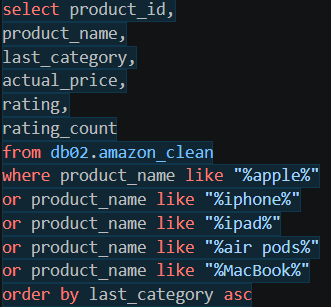 select product_id,
product_name,
last_category,
actual_price,
rating,
rating_count
from db02.amazon_clean
where product_name like "%apple%"
or product_name like "%iphone%"
or product_name like "%ipad%"
or product_name like "%air pods%"
or product_name like "%MacBook%"
order by last_category asc